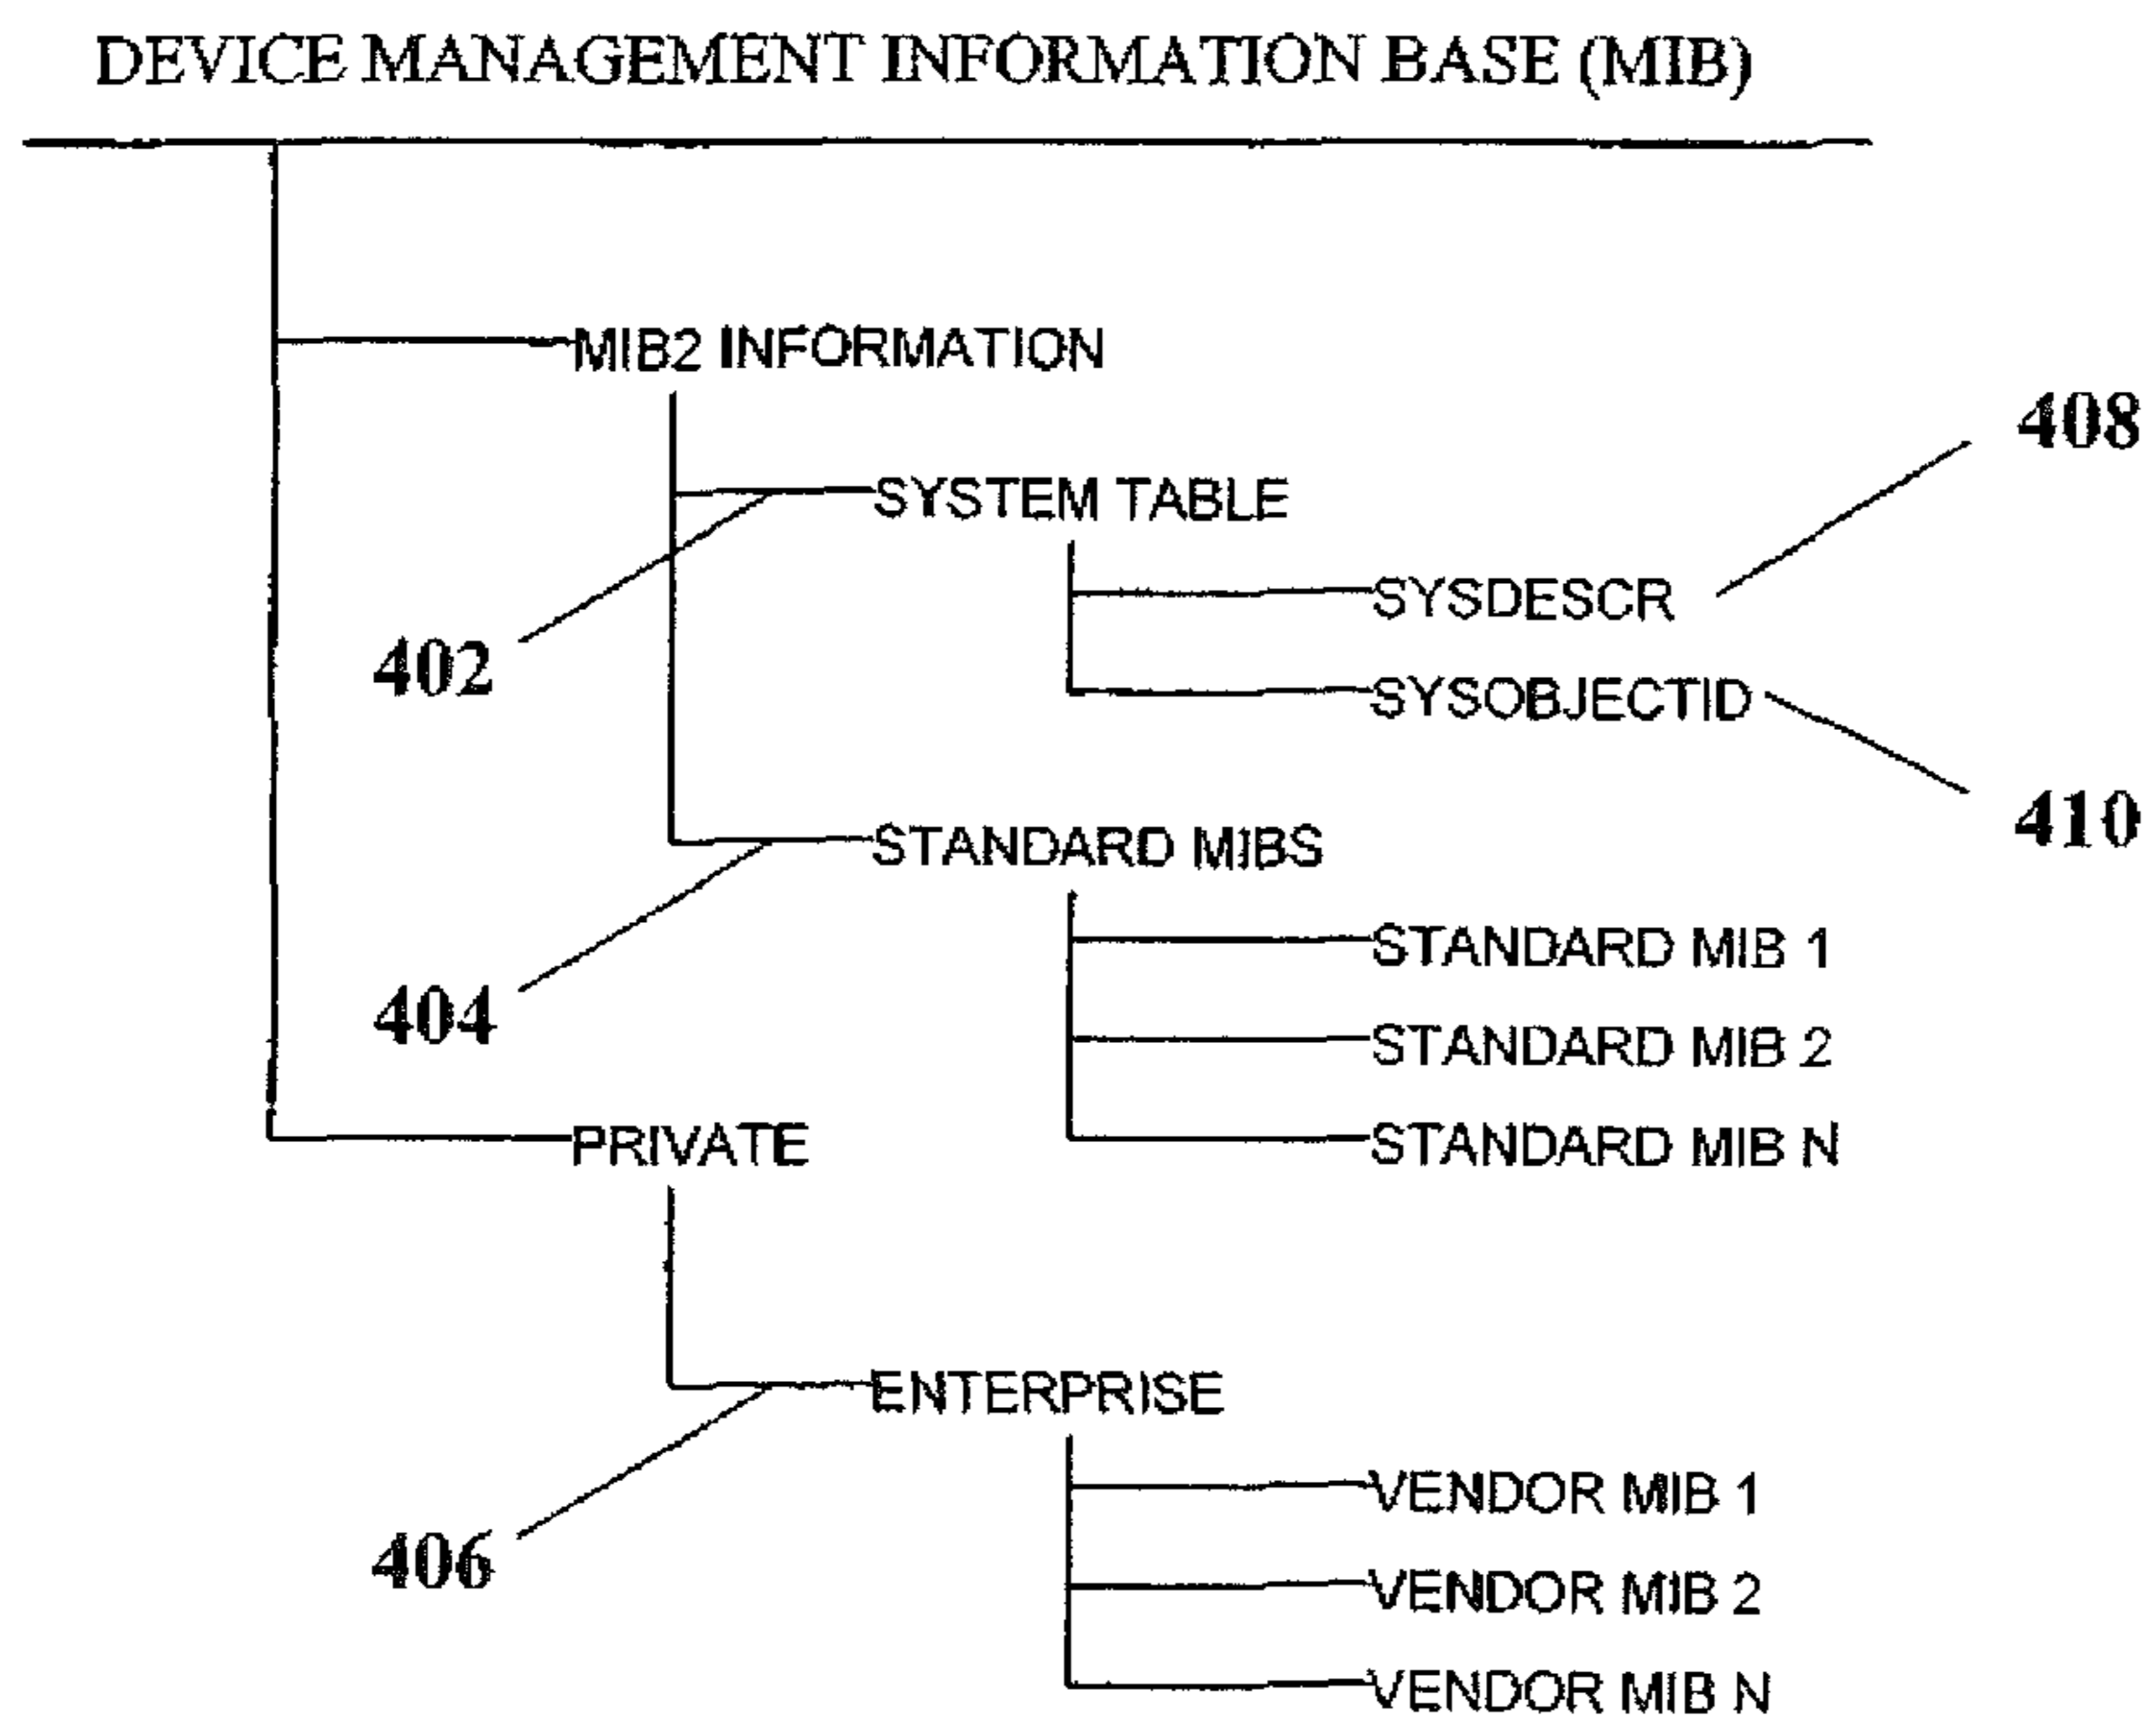 DEVICE MANAGEMENT INFORMATION BASE (MIB)
MIB2 INFORMATION
408
SYSTEM TABLE
SYSDESCR
402
SYSOBJECTID
410
STANDARD MIBS
STANDARD MIB 1
404
STANDARD MIB 2
PRIVATE
STANDARD MIB N
ENTERPRISE
VENDOR MIB 1
406
VENDOR MIB 2
VENDOR MIB N